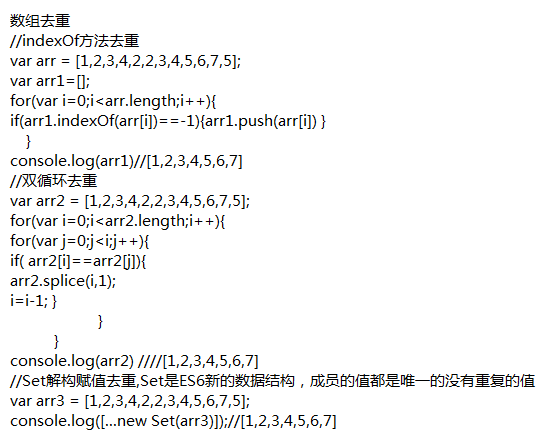 数组去重
//indexOf方法去重
var arr = [1,2,3,4,2,2,3,4,5,6,7,5];
var arr1=[];
for(var i=0;i<arr.length;i++){
if(arr1.indexOf(arr[i])==-1){arr1.push(arr[i]) }
}
console.log(arr1)//[1,2,3,4,5,6,7]
//双循环去重
var arr2 = [1,2,3,4,2,2,3,4,5,6,7,5];
for(var i=0;i<arr2.length;i++){
for(var j=0;j<i;j++){
if( arr2[i]==arr2[j]){
arr2.splice(i,1);
i=i-1; }
}
}
console.log(arr2) ////[1,2,3,4,5,6,7]
//Set解构赋值去重,Set是ES6新的数据结构，成员的值都是唯一的没有重复的值
var arr3 = [1,2,3,4,2,2,3,4,5,6,7,5];
console.log([...new Set(arr3)]);//[1,2,3,4,5,6,7]